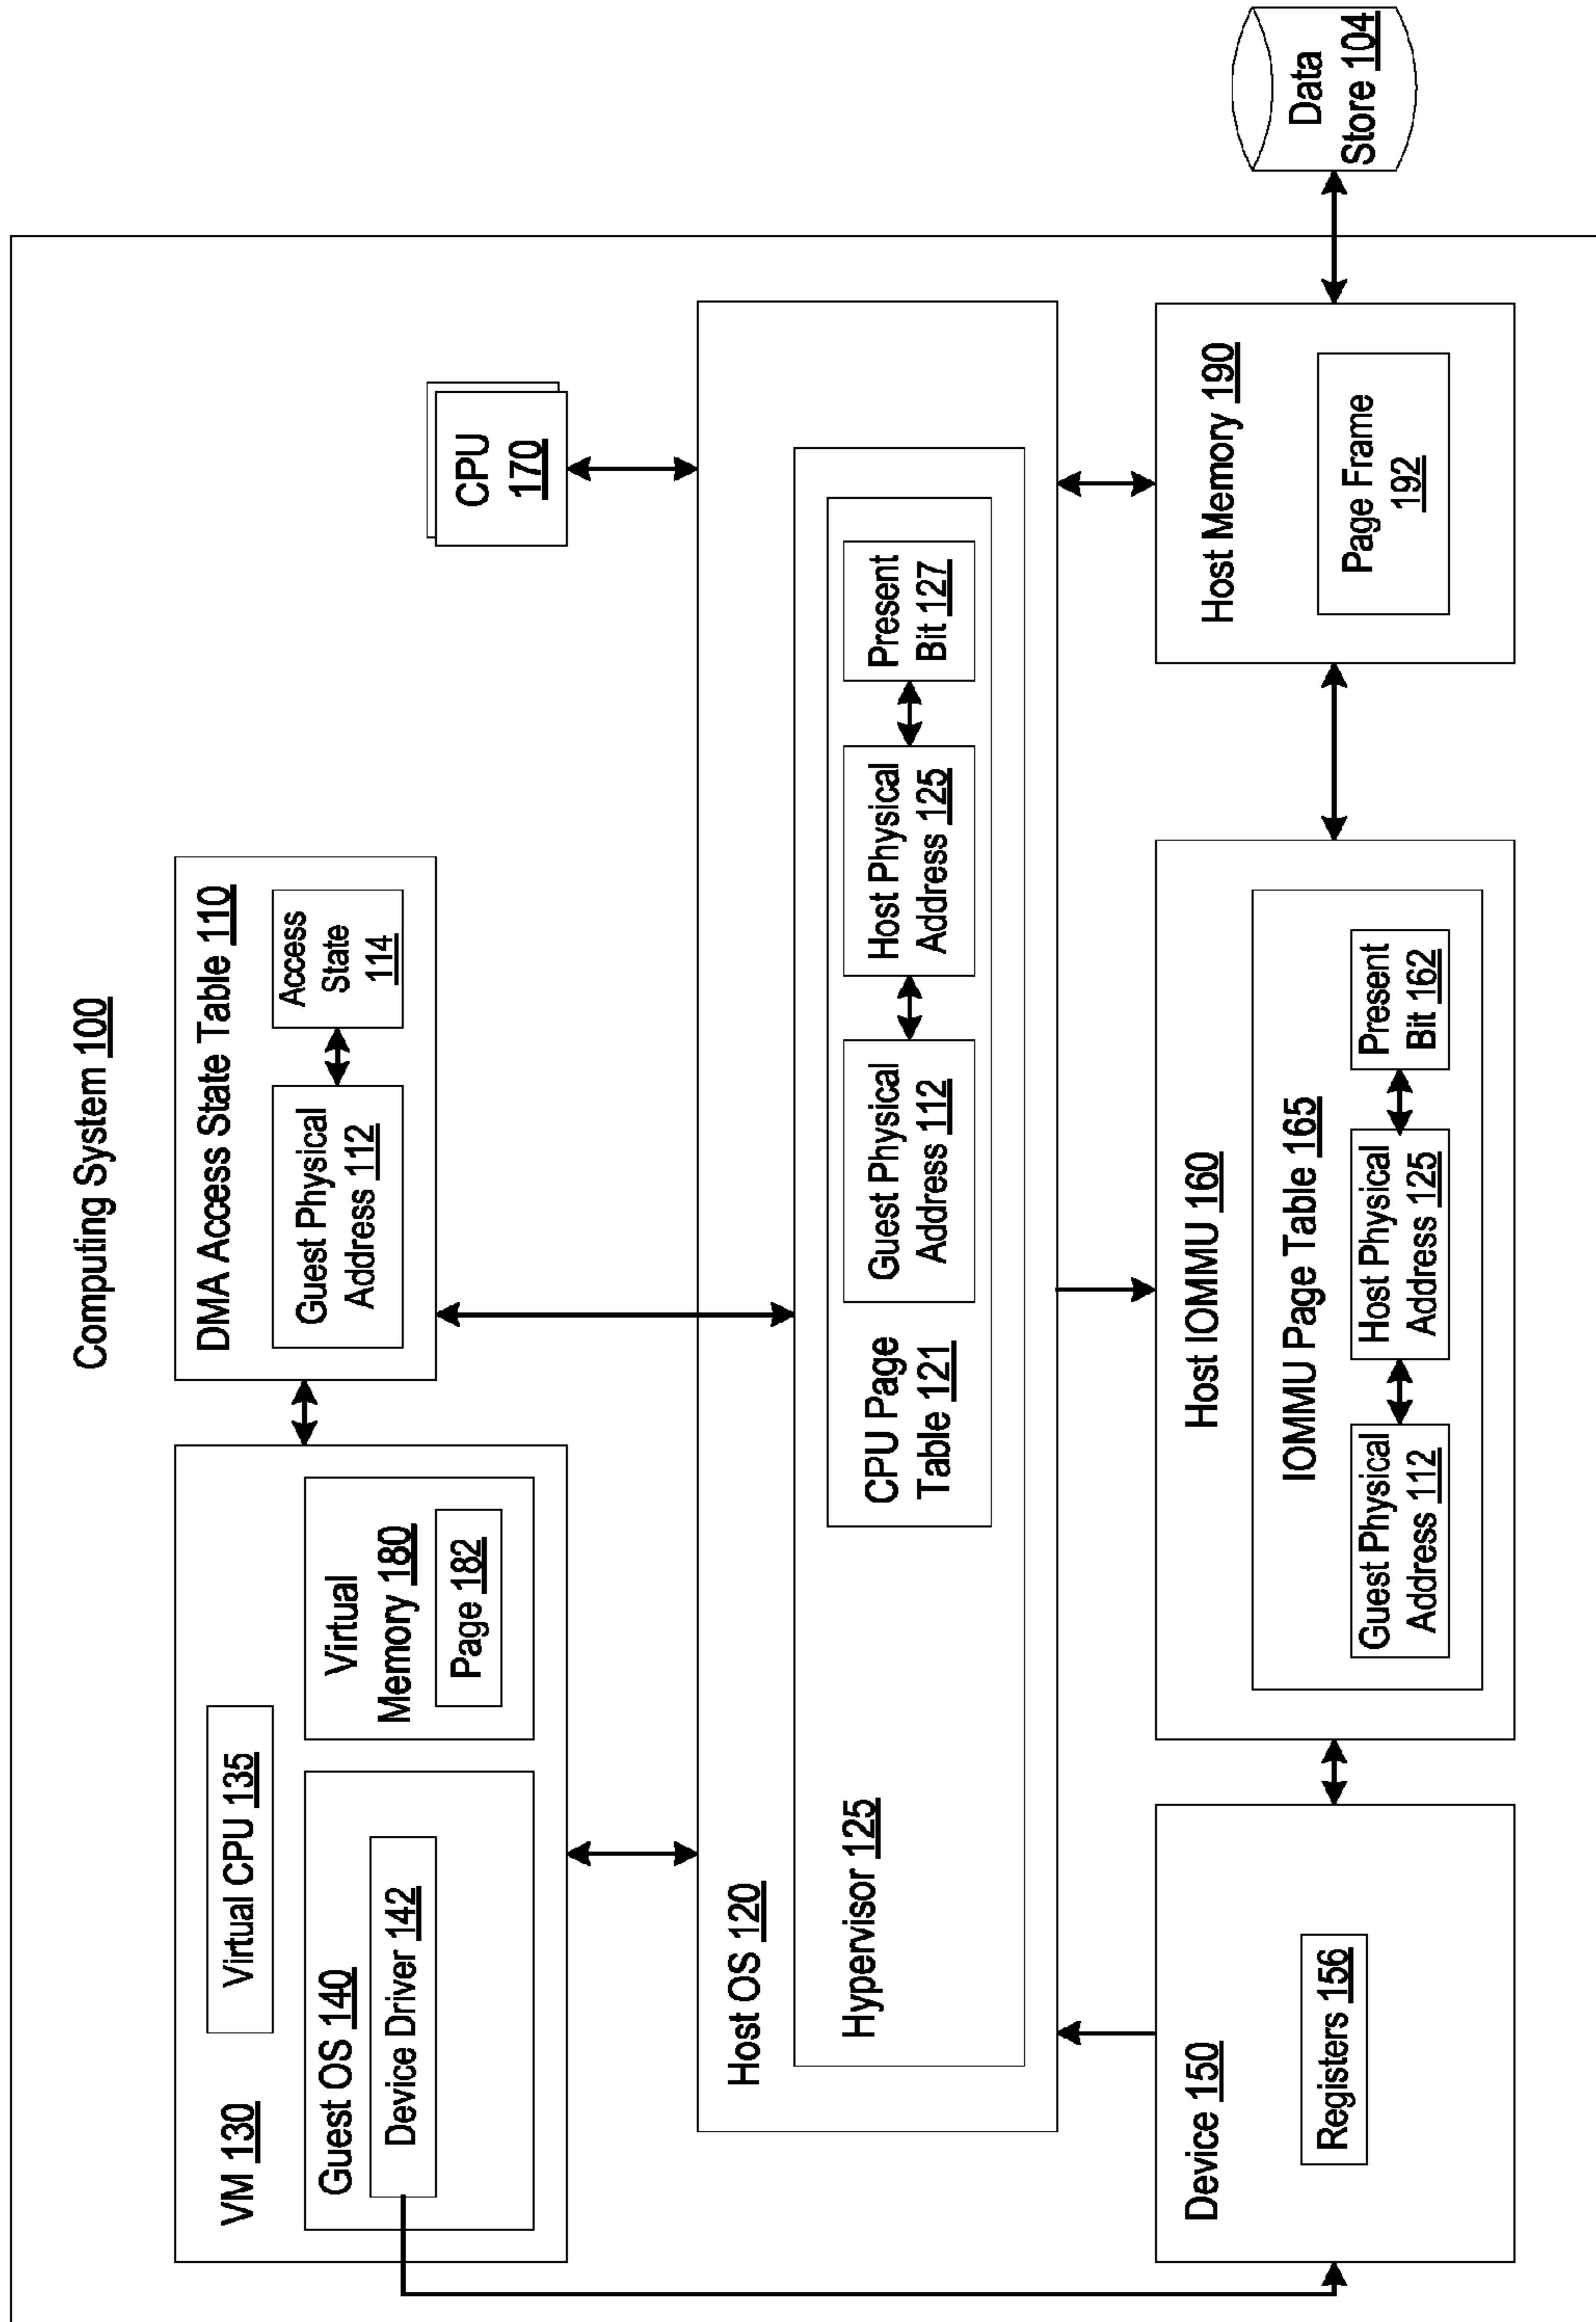 Computing System 100
VM 130
Virtual CPU 135
Guest OS 140
Device Driver 142
Virtual
Memory 180
Page 182
DMA Access State Table 110
Guest Physical
Address 112
Access
State
114
CPU
170
Host OS 120
Hypervisor 125
CPU Page
Table 121
Guest Physical
Address 112
Host Physical
Address 125
Present
Bit 127
Device 150
Registers 156
Host IOMMU 160
IOMMU Page Table 165
Guest Physical
Address 112
Host Physical
Address 125
Present
Bit 162
Host Memory 190
Page Frame
192
Data
Store 104